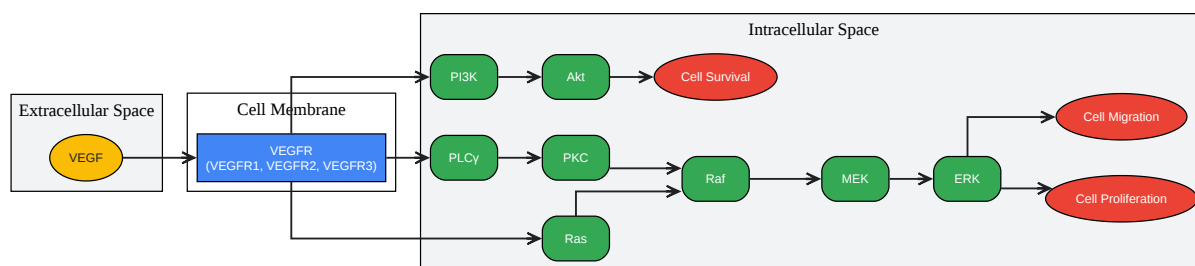 Intracellular Space
PI3K
Akt
Cell Survival
Extracellular Space
VEGF
Cell Membrane
VEGFR
(VEGFR1, VEGFR2, VEGFR3)
PLCγ
PKC
Ras
Raf
MEK
ERK
Cell Migration
Cell Proliferation